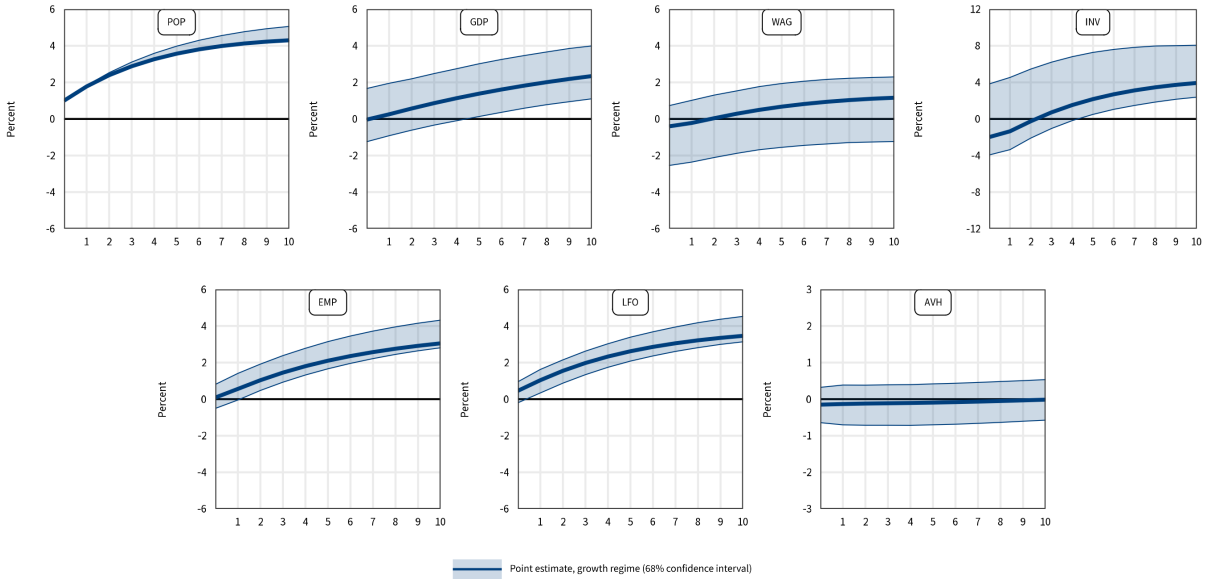 POP
GDP
WAG
INV
Percent
6
4
2
0
-2
-4
-6
1 2 3 4 5 6 7 8 9 10
Percent
6
4
2
0
-2
-4
-6
1 2 3 4 5 6 7 8 9 10
Percent
6
4
2
0
-2
-4
-6
1 2 3 4 5 6 7 8 9 10
Percent
12
8
4
0
-4
-8
-12
1 2 3 4 5 6 7 8 9 10
EMP
LFO
AVH
Percent
6
4
2
0
-2
-4
-6
1 2 3 4 5 6 7 8 9 10
Percent
6
4
2
0
-2
-4
-6
1 2 3 4 5 6 7 8 9 10
Percent
3
2
1
0
-1
-2
-3
1 2 3 4 5 6 7 8 9 10
Point estimate, growth regime (68% confidence interval)